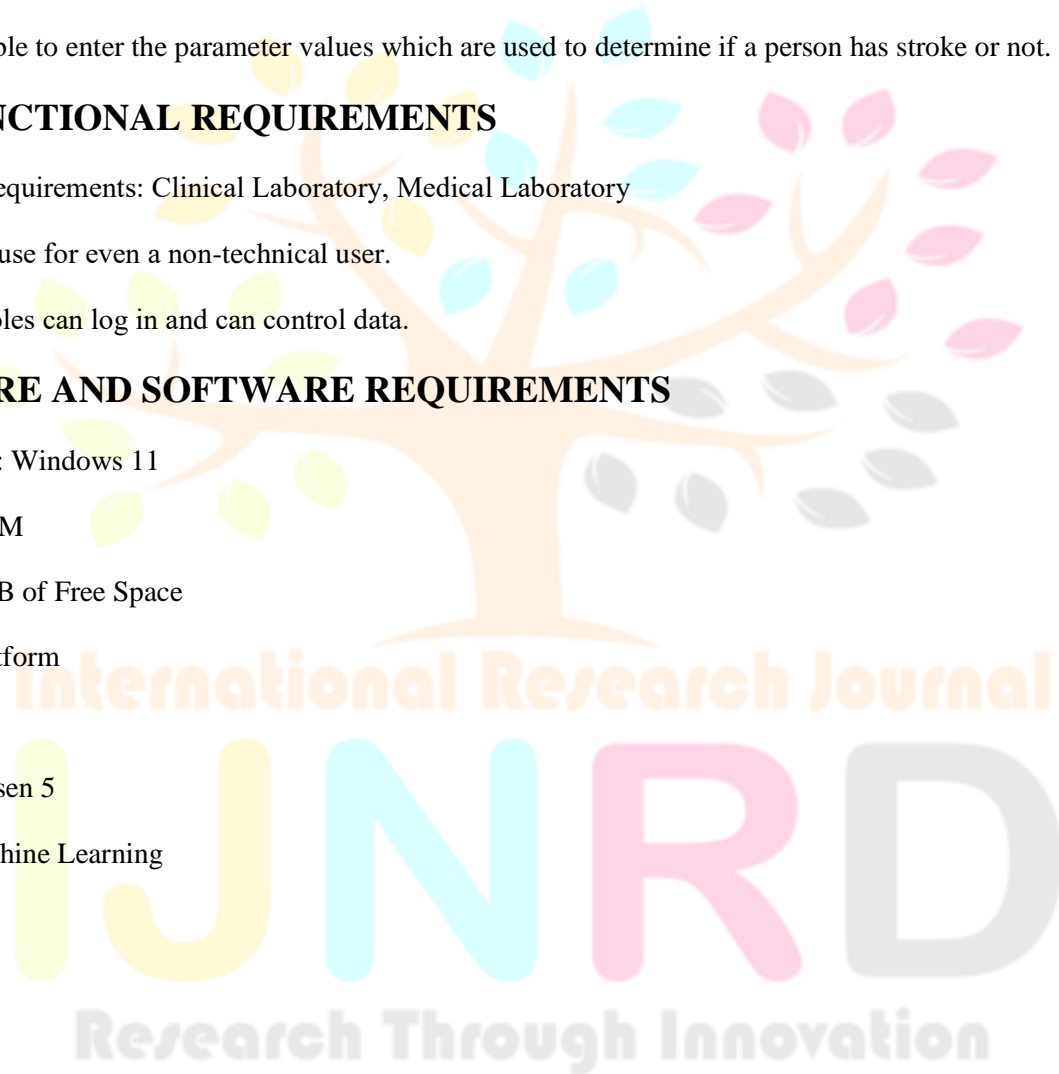 ble to enter the parameter values which are used to determine if a person has stroke or not.
NCTIONAL REQUIREMENTS
equirements: Clinical Laboratory, Medical Laboratory
use for even a non-technical user.
oles can log in and can control data.
RE AND SOFTWARE REQUIREMENTS
: Windows 11
M
B of Free Space
tform
International Research Journal
sen 5
hine Learning
IJNRD
Research Through Innovation